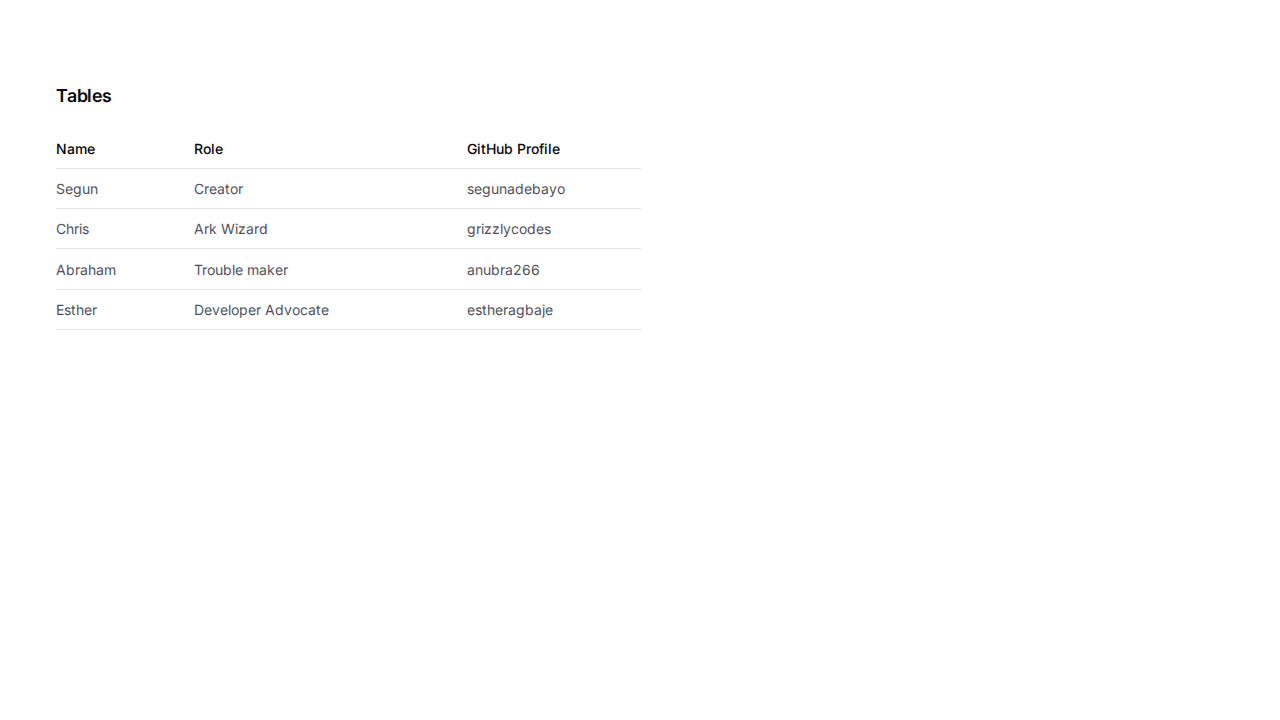 Tables
Name Role GitHub Profile
Segun Creator segunadebayo
Chris Ark Wizard grizzlycodes
Abraham Trouble maker anubra266
Esther Developer Advocate estheragbaje